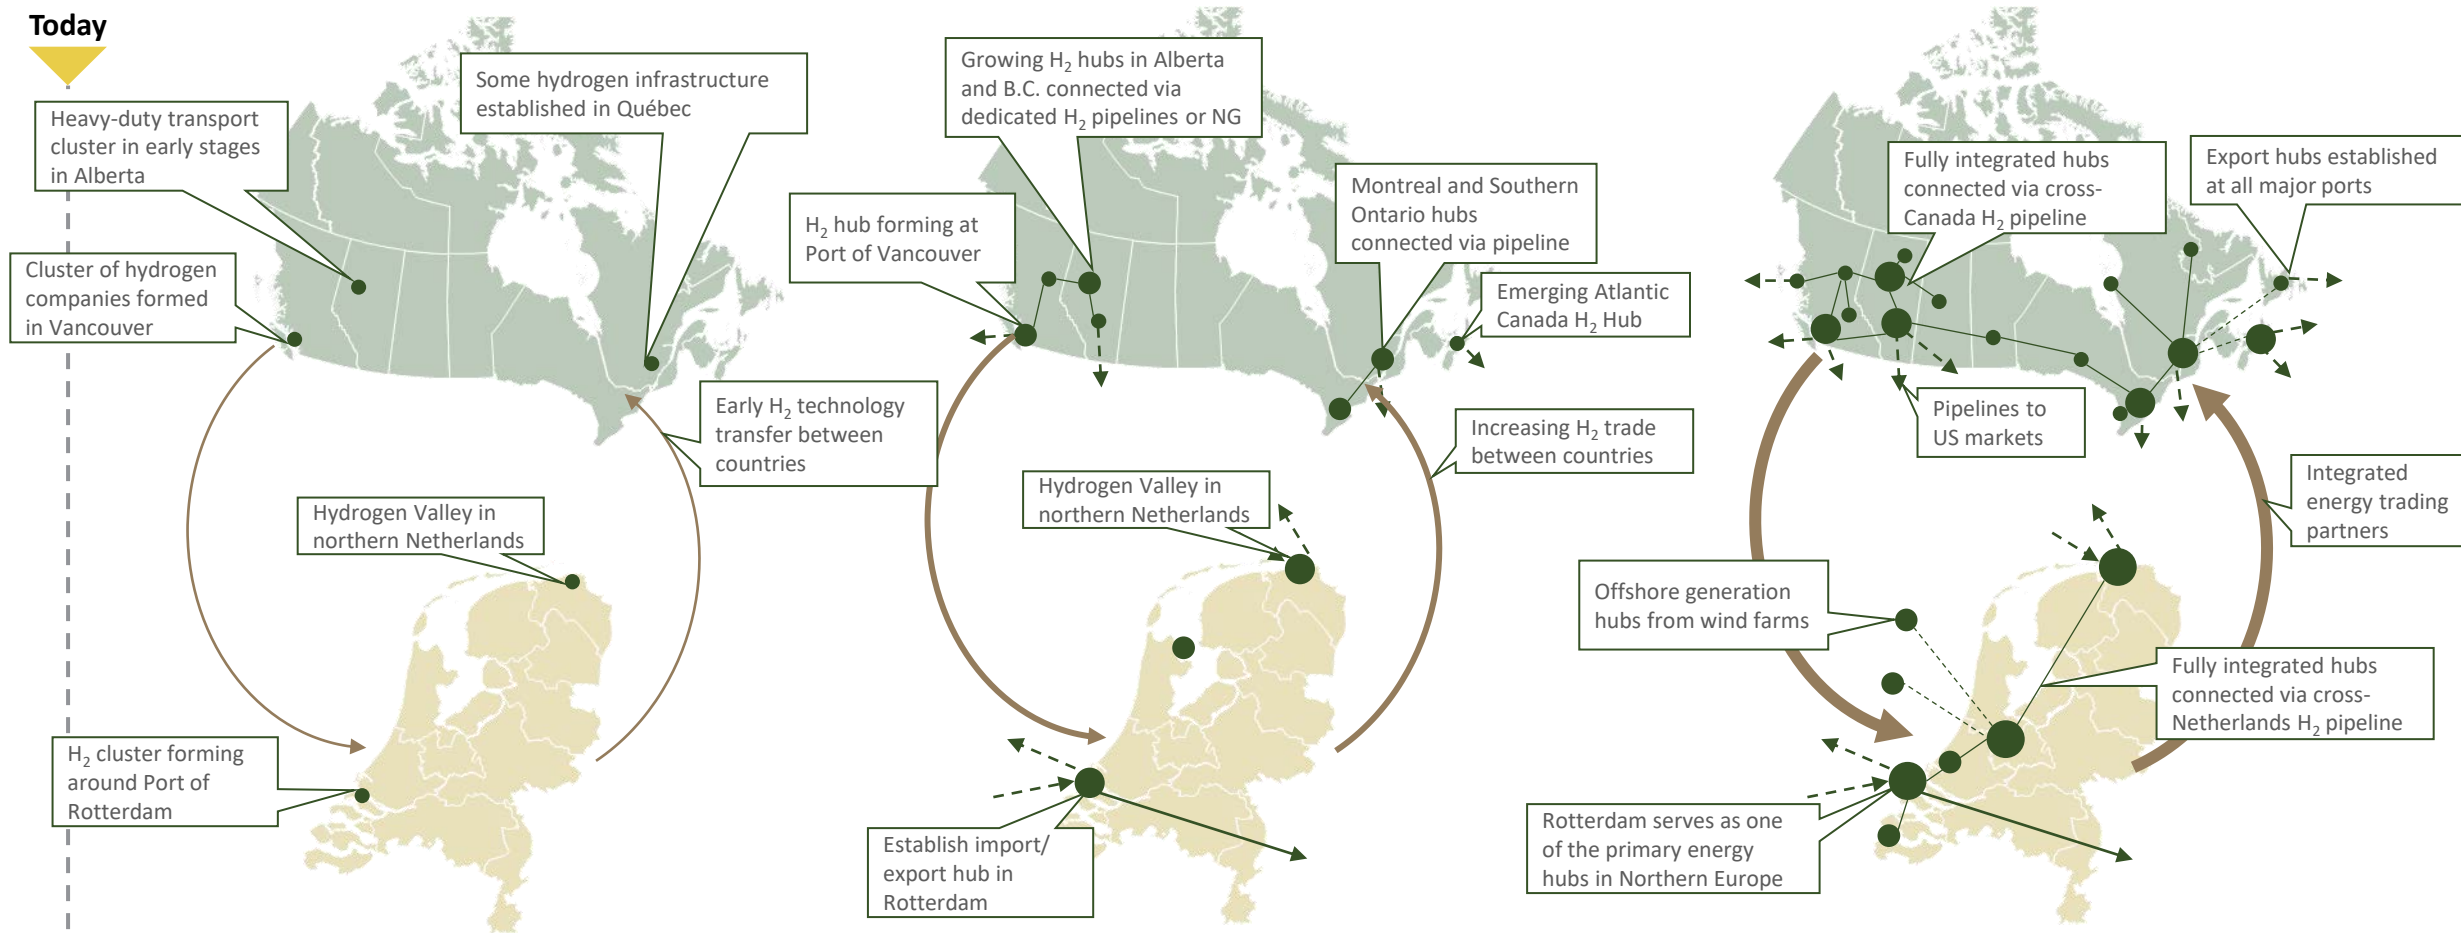 Today
Heavy-duty transport
cluster in early stages
in Alberta
Some hydrogen infrastructure
established in Québec
Cluster of hydrogen
companies formed
in Vancouver
Early H₂ technology
transfer between
countries
Hydrogen Valley in
northern Netherlands
H₂ cluster forming
around Port of
Rotterdam
Growing H₂ hubs in Alberta
and B.C. connected via
dedicated H₂ pipelines or NG
H₂ hub forming at
Port of Vancouver
Montreal and Southern
Ontario hubs
connected via pipeline
Emerging Atlantic
Canada H₂ Hub
Increasing H₂ trade
between countries
Hydrogen Valley in
northern Netherlands
Establish import/
export hub in
Rotterdam
Fully integrated hubs
connected via cross-
Canada H₂ pipeline
Export hubs established
at all major ports
Pipelines to
US markets
Integrated
energy trading
partners
Offshore generation
hubs from wind farms
Fully integrated hubs
connected via cross-
Netherlands H₂ pipeline
Rotterdam serves as one
of the primary energy
hubs in Northern Europe